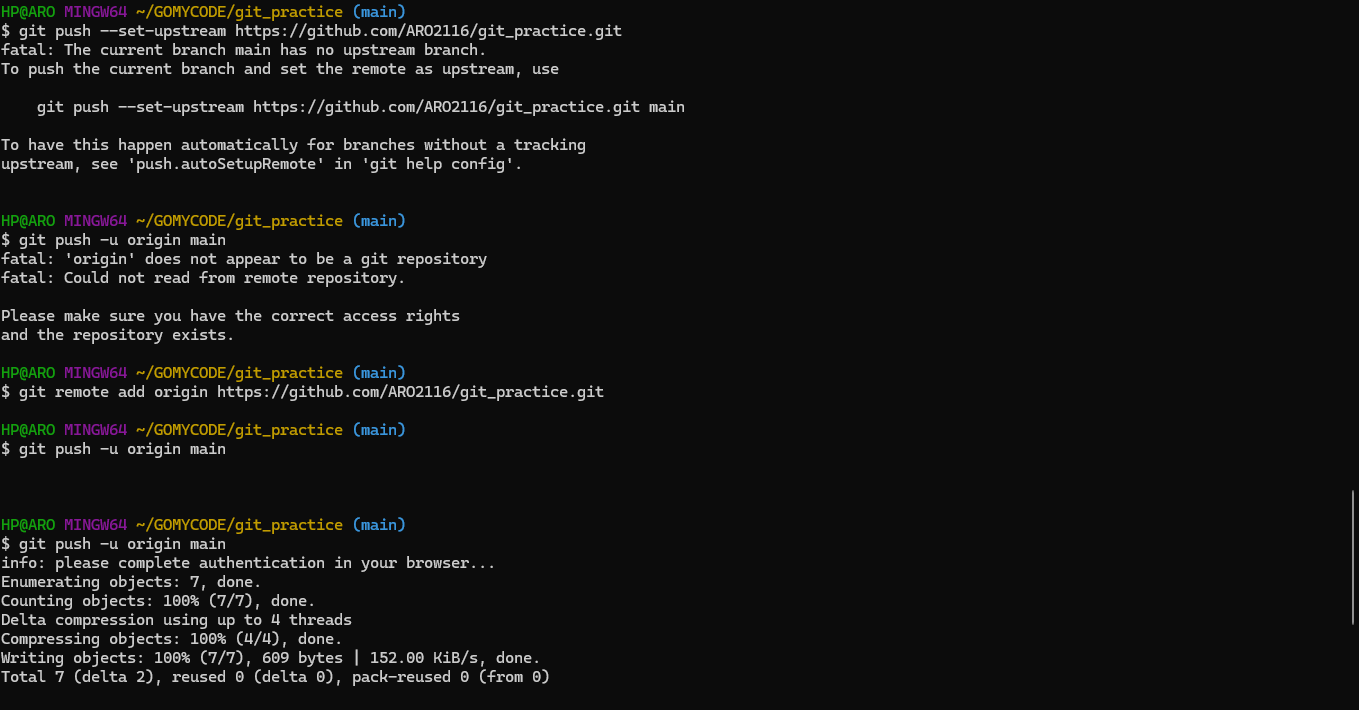 HP@ARO MINGW64 ~/GOMYCODE/git_practice (main)
$ git push --set-upstream https://github.com/ARO2116/git_practice.git
fatal: The current branch main has no upstream branch.
To push the current branch and set the remote as upstream, use
git push --set-upstream https://github.com/ARO2116/git_practice.git main
To have this happen automatically for branches without a tracking
upstream, see 'push.autoSetupRemote' in 'git help config'.
HP@ARO MINGW64 ~/GOMYCODE/git_practice (main)
$ git push -u origin main
fatal: 'origin' does not appear to be a git repository
fatal: Could not read from remote repository.
Please make sure you have the correct access rights
and the repository exists.
HP@ARO MINGW64 ~/GOMYCODE/git_practice (main)
$ git remote add origin https://github.com/ARO2116/git_practice.git
HP@ARO MINGW64 ~/GOMYCODE/git_practice (main)
$ git push -u origin main
HP@ARO MINGW64 ~/GOMYCODE/git_practice (main)
$ git push -u origin main
info: please complete authentication in your browser...
Enumerating objects: 7, done.
Counting objects: 100% (7/7), done.
Delta compression using up to 4 threads
Compressing objects: 100% (4/4), done.
Writing objects: 100% (7/7), 609 bytes | 152.00 KiB/s, done.
Total 7 (delta 2), reused 0 (delta 0), pack-reused 0 (from 0)